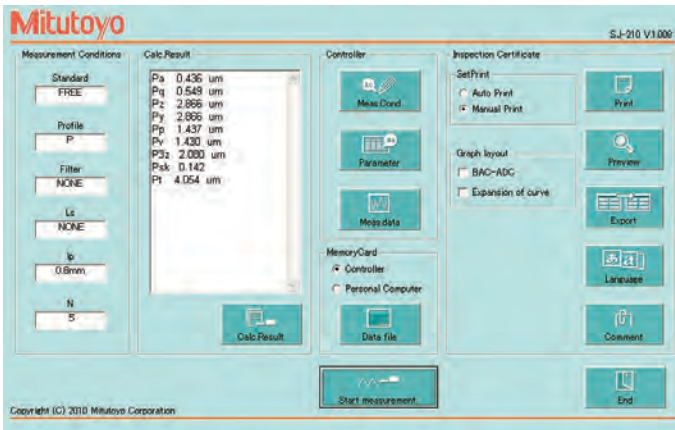 Mitutoyo
SJ-210 V1.006
Measurement Conditions
Standard
FREE
Profile
P
Filter
NONE
Ls
NONE
lp
0.8mm
N
5
Calc.Result
Pa 0.436 um
Pq 0.549 um
Pz 2.866 um
Py 2.866 um
Pp 1.437 um
Pv 1.430 um
P3z 2.080 um
Psk 0.142
Pt 4.054 um
Calc.Result
Controller
Meas.Cond.
Parameter
Meas.data
MemoryCard
Controller
Personal Computer
Data file
Start measurement
Inspection Certificate
SetPrint
Auto Print
Manual Print
Graph layout
BAC-ADC
Expansion of curve
Print
Preview
Export
あ a
Language
Comment
End
Copyright (C) 2010 Mitutoyo Corporation